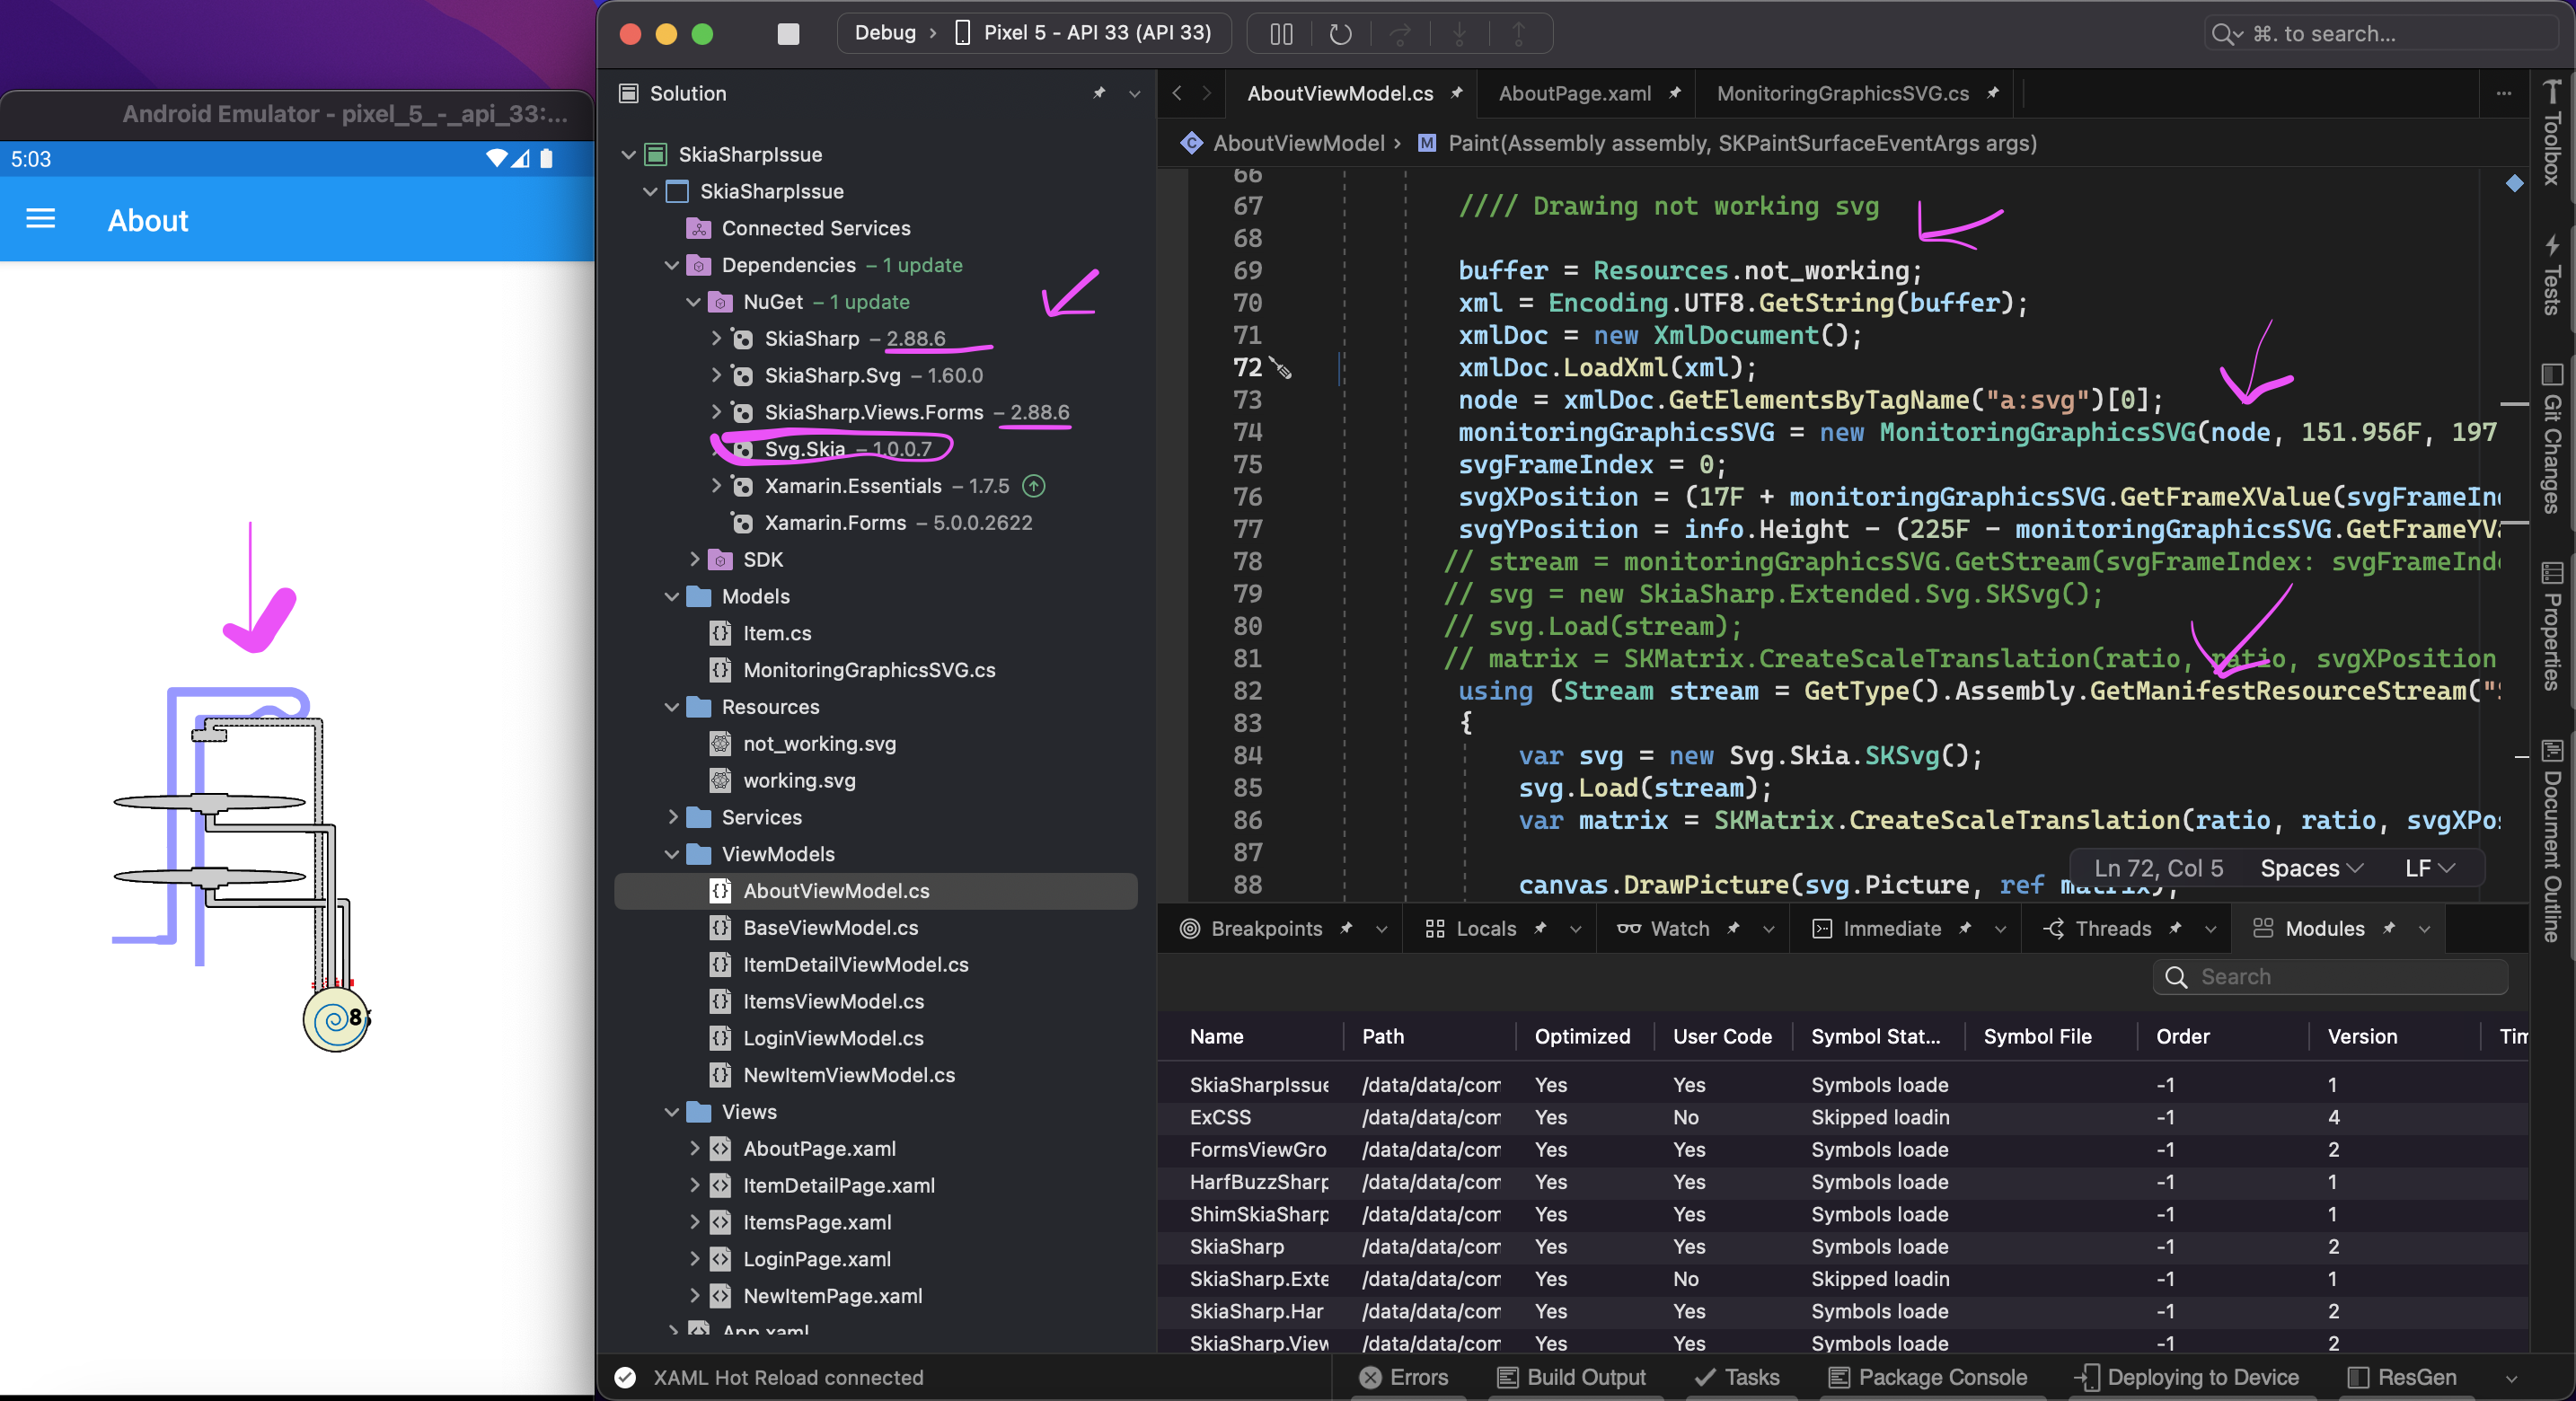 Android Emulator - pixel_5_-_api_33:...
5:03
About
8
Debug › Pixel 5 - API 33 (API 33)
⌘. to search...
Solution
SkiaSharpIssue
SkiaSharpIssue
Connected Services
Dependencies – 1 update
NuGet – 1 update
SkiaSharp – 2.88.6
SkiaSharp.Svg – 1.60.0
SkiaSharp.Views.Forms – 2.88.6
Svg.Skia – 1.0.0.7
Xamarin.Essentials – 1.7.5
Xamarin.Forms – 5.0.0.2622
SDK
Models
Item.cs
MonitoringGraphicsSVG.cs
Resources
not_working.svg
working.svg
Services
ViewModels
AboutViewModel.cs
BaseViewModel.cs
ItemDetailViewModel.cs
ItemsViewModel.cs
LoginViewModel.cs
NewItemViewModel.cs
Views
AboutPage.xaml
ItemDetailPage.xaml
ItemsPage.xaml
LoginPage.xaml
NewItemPage.xaml
App.xaml
AboutViewModel.cs
AboutPage.xaml
MonitoringGraphicsSVG.cs
AboutViewModel › M Paint(Assembly assembly, SKPaintSurfaceEventArgs args)
66
67 //// Drawing not working svg
68
69 buffer = Resources.not_working;
70 xml = Encoding.UTF8.GetString(buffer);
71 xmlDoc = new XmlDocument();
72 xmlDoc.LoadXml(xml);
73 node = xmlDoc.GetElementsByTagName("a:svg")[0];
74 monitoringGraphicsSVG = new MonitoringGraphicsSVG(node, 151.956F, 197
75 svgFrameIndex = 0;
76 svgXPosition = (17F + monitoringGraphicsSVG.GetFrameXValue(svgFrameInd
77 svgYPosition = info.Height - (225F - monitoringGraphicsSVG.GetFrameYVa
78 // stream = monitoringGraphicsSVG.GetStream(svgFrameIndex: svgFrameInde
79 // svg = new SkiaSharp.Extended.Svg.SKSvg();
80 // svg.Load(stream);
81 // matrix = SKMatrix.CreateScaleTranslation(ratio, ratio, svgXPosition
82 using (Stream stream = GetType().Assembly.GetManifestResourceStream("S
83 {
84 var svg = new Svg.Skia.SKSvg();
85 svg.Load(stream);
86 var matrix = SKMatrix.CreateScaleTranslation(ratio, ratio, svgXPos
87
88 canvas.DrawPicture(svg.Picture, ref matrix);
Ln 72, Col 5 Spaces LF
Toolbox
Tests
Git Changes
Properties
Document Outline
Breakpoints Locals Watch Immediate Threads Modules
Search
Name Path Optimized User Code Symbol Stat... Symbol File Order Version Tim
SkiaSharpIssue /data/data/com Yes Yes Symbols loade -1 1
ExCSS /data/data/com Yes No Skipped loadin -1 4
FormsViewGro /data/data/com Yes Yes Symbols loade -1 2
HarfBuzzSharp /data/data/com Yes Yes Symbols loade -1 1
ShimSkiaSharp /data/data/com Yes Yes Symbols loade -1 1
SkiaSharp /data/data/com Yes Yes Symbols loade -1 2
SkiaSharp.Exte /data/data/com Yes No Skipped loadin -1 1
SkiaSharp.Har /data/data/com Yes Yes Symbols loade -1 2
SkiaSharp.View /data/data/com Yes Yes Symbols loade -1 2
XAML Hot Reload connected
Errors Build Output Tasks Package Console Deploying to Device ResGen